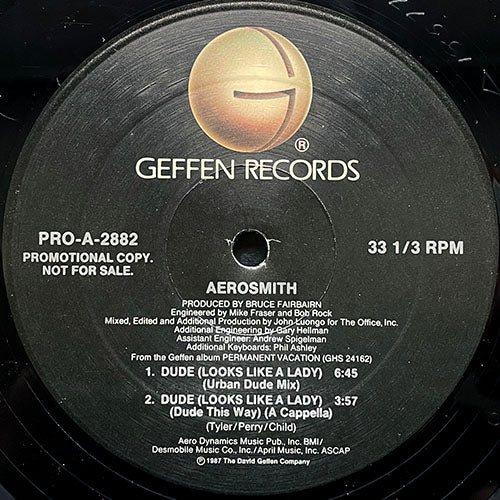 ®
GEFFEN RECORDS
PRO-A-2882
PROMOTIONAL COPY.
NOT FOR SALE.
33 1/3 RPM
AEROSMITH
PRODUCED BY BRUCE FAIRBAIRN
Engineered by Mike Fraser and Bob Rock
Mixed, Edited and Additional Production by John Luongo for The Office, Inc.
Additional Engineering by Gary Hellman
Assistant Engineer: Andrew Spigelman
Additional Keyboards: Phil Ashley
From the Geffen album PERMANENT VACATION (GHS 24162)
1. DUDE (LOOKS LIKE A LADY) 6:45
(Urban Dude Mix)
2. DUDE (LOOKS LIKE A LADY) 3:57
(Dude This Way) (A Cappella)
(Tyler/Perry/Child)
Aero Dynamics Music Pub., Inc. BMI/
Desmobile Music Co., Inc./April Music, Inc. ASCAP
℗ 1987 The David Geffen Company